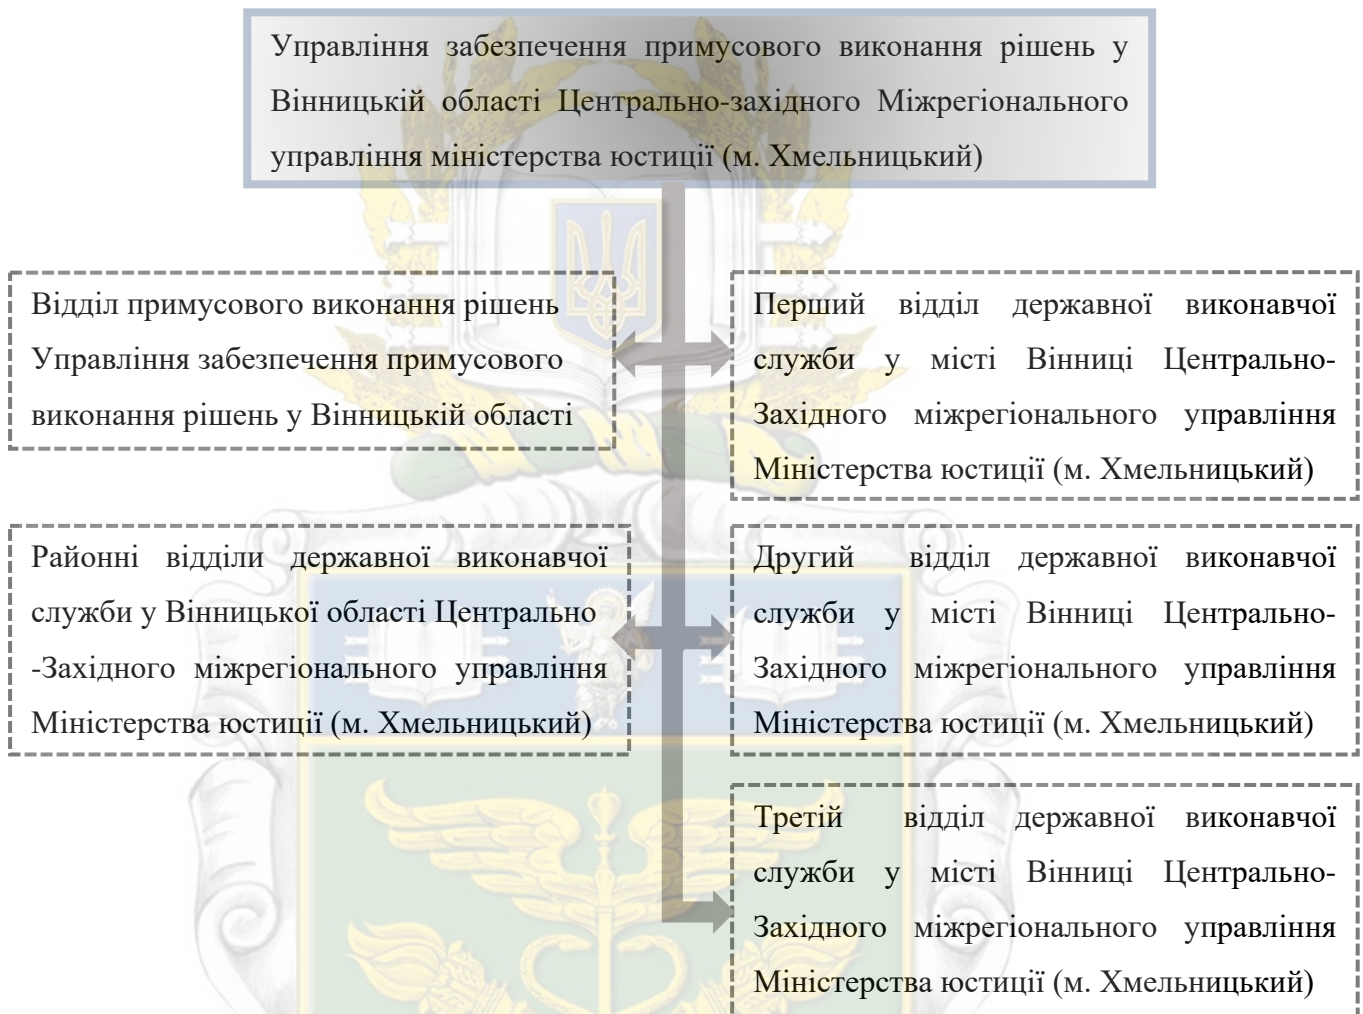 Управління забезпечення примусового виконання рішень у
Вінницькій області Центрально-західного Міжрегіонального
управління міністерства юстиції (м. Хмельницький)
Відділ примусового виконання рішень
Управління забезпечення примусового
виконання рішень у Вінницькій області
Перший відділ державної виконавчої
служби у місті Вінниці Центрально-
Західного міжрегіонального управління
Міністерства юстиції (м. Хмельницький)
Районні відділи державної виконавчої
служби у Вінницької області Центрально
-Західного міжрегіонального управління
Міністерства юстиції (м. Хмельницький)
Другий відділ державної виконавчої
служби у місті Вінниці Центрально-
Західного міжрегіонального управління
Міністерства юстиції (м. Хмельницький)
Третій відділ державної виконавчої
служби у місті Вінниці Центрально-
Західного міжрегіонального управління
Міністерства юстиції (м. Хмельницький)